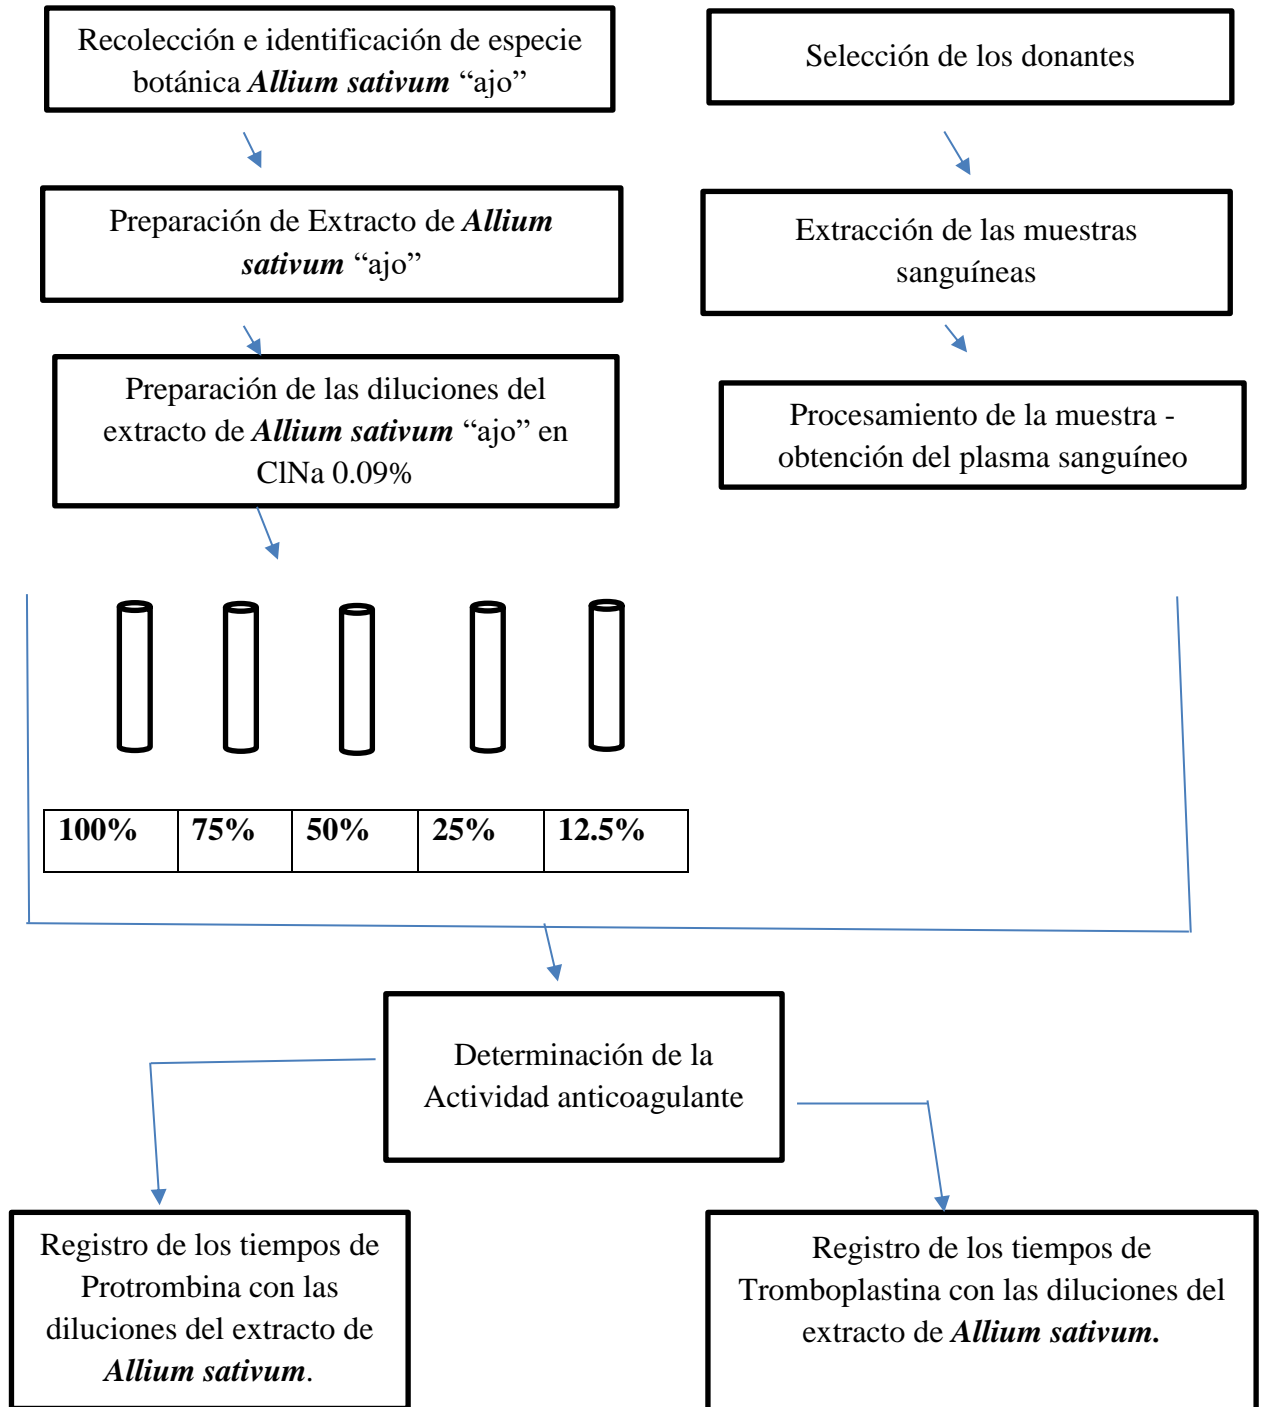 Recolección e identificación de especie
botánica Allium sativum “ajo”
Selección de los donantes
Preparación de Extracto de Allium
sativum “ajo”
Extracción de las muestras
sanguíneas
Preparación de las diluciones del
extracto de Allium sativum “ajo” en
ClNa 0.09%
Procesamiento de la muestra -
obtención del plasma sanguíneo
100% 75% 50% 25% 12.5%
Determinación de la
Actividad anticoagulante
Registro de los tiempos de
Protrombina con las
diluciones del extracto de
Allium sativum.
Registro de los tiempos de
Tromboplastina con las diluciones del
extracto de Allium sativum.